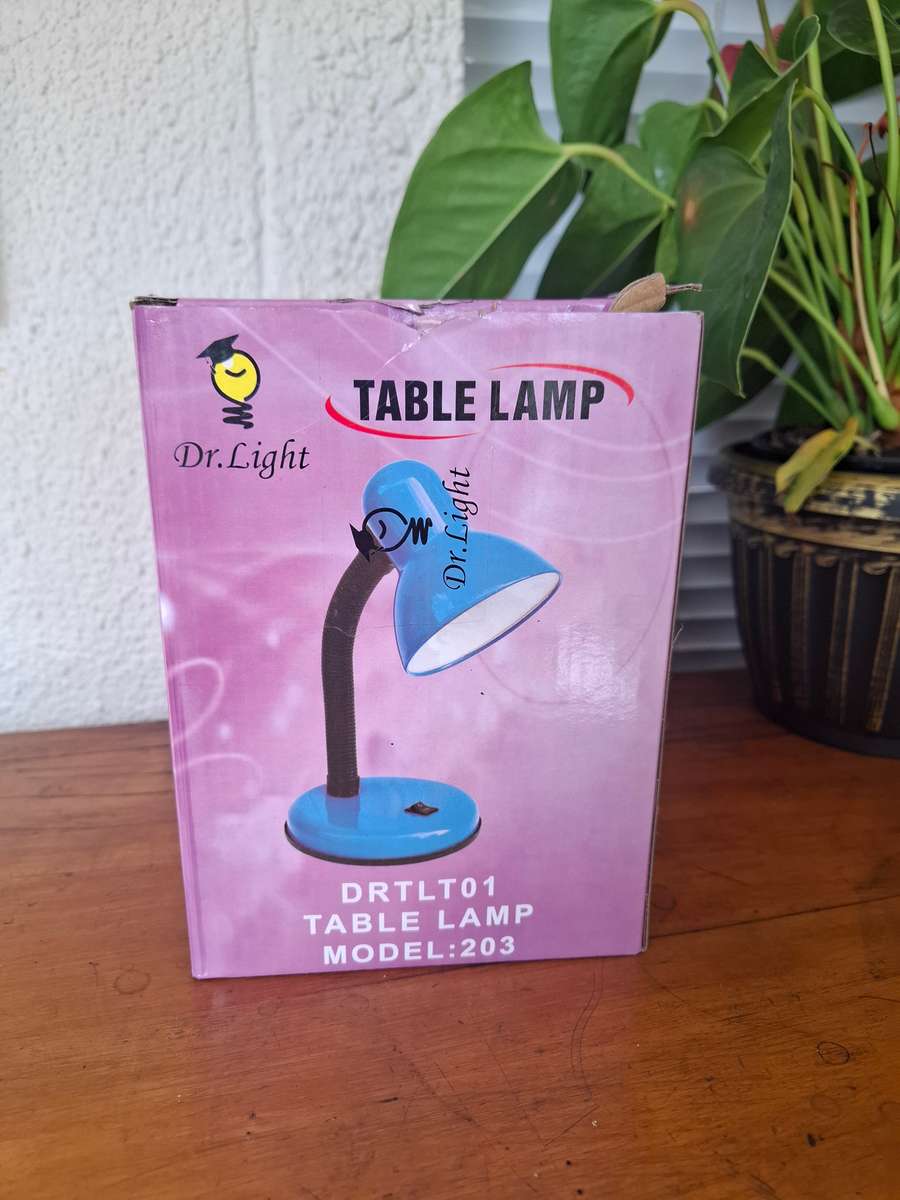 TABLE LAMP
Dr.Light
Dr.Light
DRTLT01
TABLE LAMP
MODEL:203